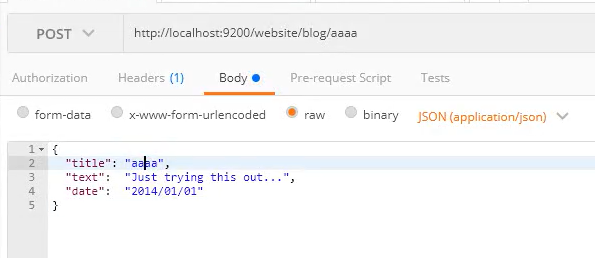 POST http://localhost:9200/website/blog/aaaa
Authorization Headers (1) Body Pre-request Script Tests
form-data x-www-form-urlencoded raw binary JSON (application/json)
1 {
2 "title": "aaaa",
3 "text": "Just trying this out...",
4 "date": "2014/01/01"
5 }